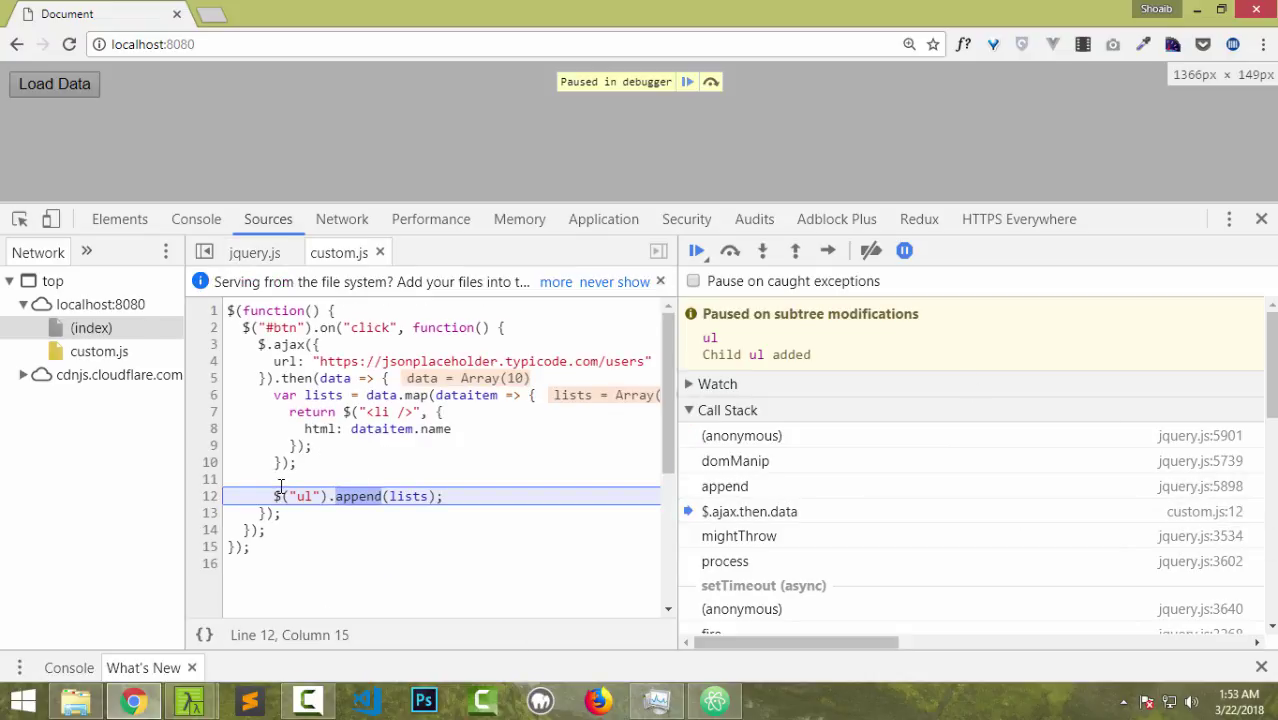 Document
Shoaib
localhost:8080
f?
Load Data
Paused in debugger
1366px × 149px
Elements
Console
Sources
Network
Performance
Memory
Application
Security
Audits
Adblock Plus
Redux
HTTPS Everywhere
Network
»
jquery.js
custom.js
top
localhost:8080
(index)
custom.js
cdnjs.cloudflare.com
Serving from the file system? Add your files into t... more never show
1 $(function() {
2 $("#btn").on("click", function() {
3 $.ajax({
4 url: "https://jsonplaceholder.typicode.com/users"
5 }).then(data => { data = Array(10)
6 var lists = data.map(dataitem => { lists = Array(
7 return $("<li />", {
8 html: dataitem.name
9 });
10 });
11
12 $("ul").append(lists);
13 });
14 });
15 });
16
{ } Line 12, Column 15
Pause on caught exceptions
Paused on subtree modifications
ul
Child ul added
Watch
Call Stack
(anonymous) jquery.js:5901
domManip jquery.js:5901
append jquery.js:5898
$.ajax.then.data custom.js:12
mightThrow jquery.js:3534
process jquery.js:3602
setTimeout (async)
(anonymous) jquery.js:3640
fire jquery.js:3268
Console
What's New
Ps
1:53 AM
3/22/2018